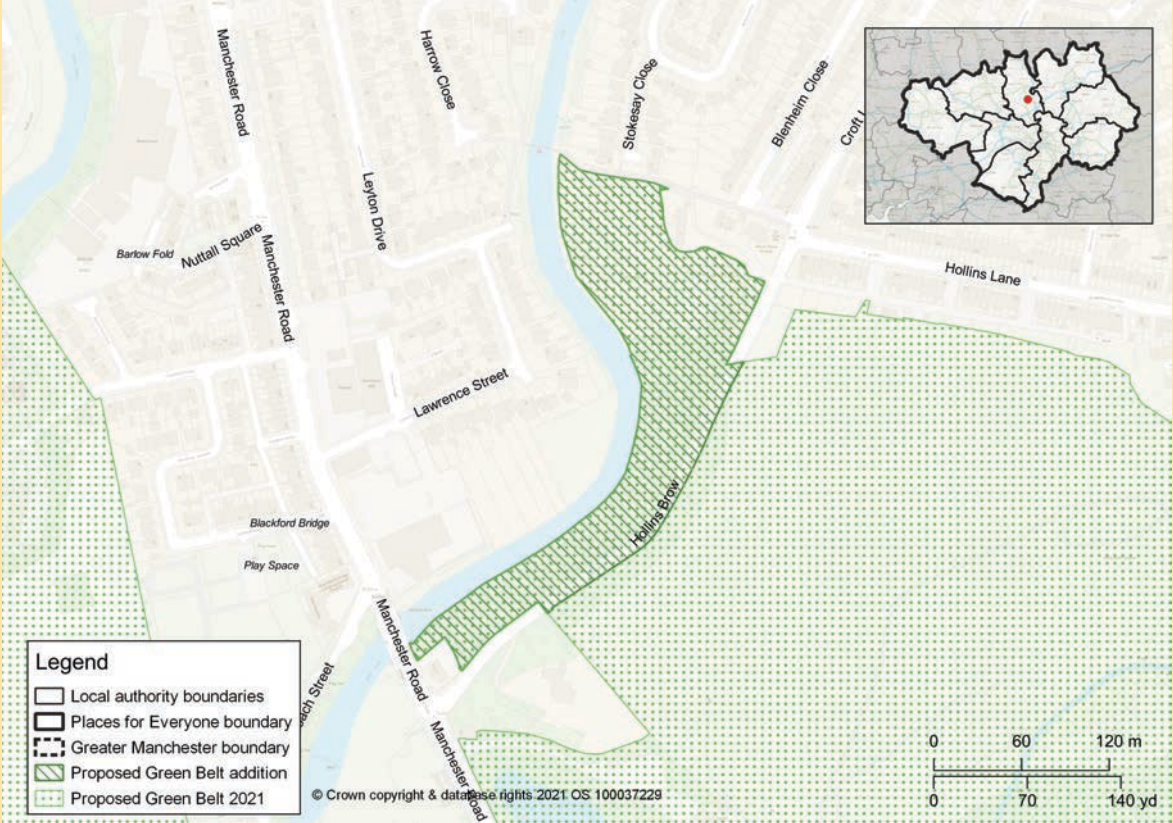 Manchester Road
Harrow Close
Stokesay Close
Blenheim Close
Croft L
Leyton Drive
Barlow Fold
Nuttall Square
Manchester Road
Hollins Lane
Lawrence Street
Hollins Brow
Blackford Bridge
Play Space
Manchester Road
ach Street
Manchester Road
Legend
Local authority boundaries
Places for Everyone boundary
Greater Manchester boundary
Proposed Green Belt addition
Proposed Green Belt 2021
© Crown copyright & database rights 2021 OS 100037229
0 60 120 m
0 70 140 yd